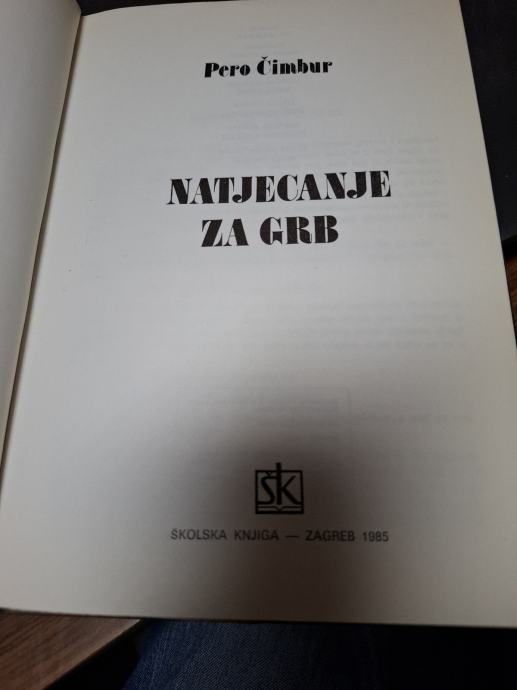 Pero Čimbur
NATJECANJE
ZA GRB
ŠK
ŠKOLSKA KNJIGA — ZAGREB 1985